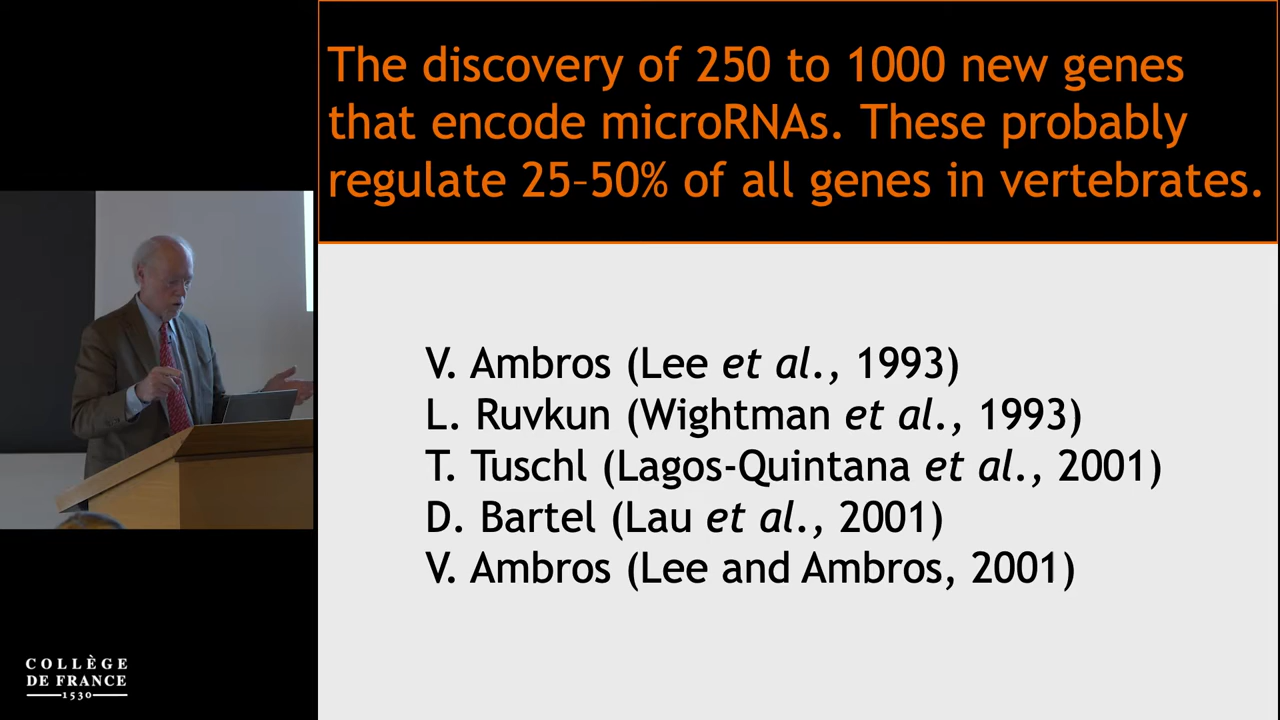 The discovery of 250 to 1000 new genes
that encode microRNAs. These probably
regulate 25–50% of all genes in vertebrates.
V. Ambros (Lee et al., 1993)
L. Ruvkun (Wightman et al., 1993)
T. Tuschl (Lagos-Quintana et al., 2001)
D. Bartel (Lau et al., 2001)
V. Ambros (Lee and Ambros, 2001)
COLLÈGE
DE FRANCE
1530